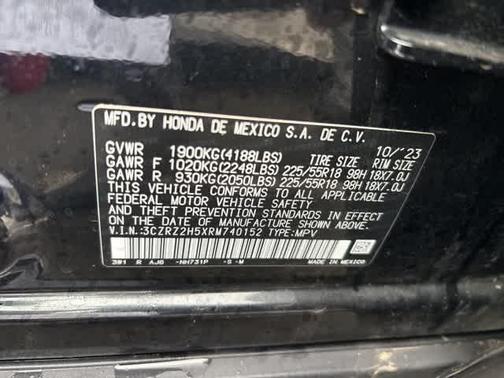 MFD.BY HONDA DE MEXICO S.A. DE C.V. 10/'23
GVWR 1900KG(4188LBS) TIRE SIZE RIM SIZE
GAWR F 1020KG(2248LBS) 225/55R18 98H 18X7.0J
GAWR R 930KG(2050LBS) 225/55R18 98H 18X7.0J
THIS VEHICLE CONFORMS TO ALL APPLICABLE
FEDERAL MOTOR VEHICLE SAFETY
AND THEFT PREVENTION STANDARDS IN EFFECT
ON THE DATE OF MANUFACTURE SHOWN ABOVE.
V.I.N.:3CZRZ2H5XRM740152 TYPE:MPV
3W1 R AJG -NH731P -S -M MADE IN MEXICO